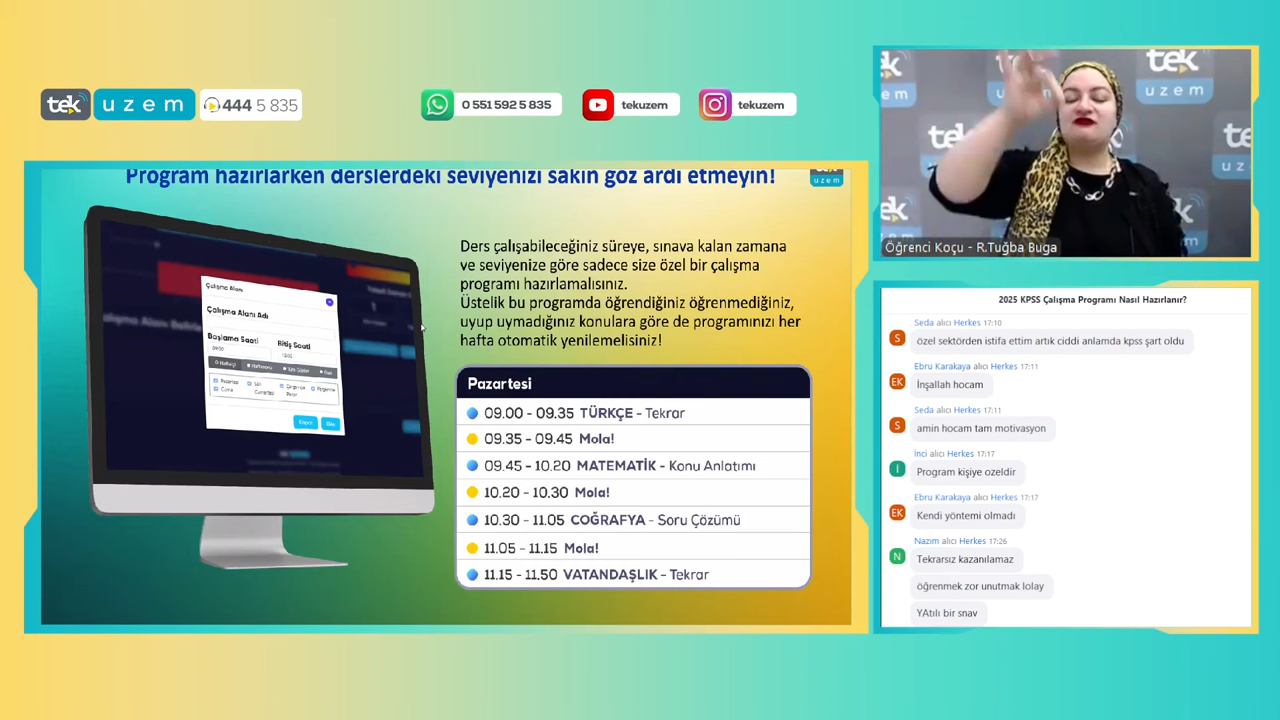 tek uzem 444 5 835
0 551 592 5 835
tekuzem
tekuzem
Program hazırlarken derslerdeki seviyenizi sakın göz ardı etmeyin!
uzem
Ders çalışabileceğiniz süreye, sınava kalan zamana
ve seviyenize göre sadece size özel bir çalışma
programı hazırlamalısınız.
Üstelik bu programda öğrendiğiniz öğrenmediğiniz,
uyup uymadığınız konulara göre de programınızı her
hafta otomatik yenilemelisiniz!
Çalışma Alanı
Çalışma Alanı Adı
Başlama Saati
Bitiş Saati
Pazartesi
09.00 - 09.35 TÜRKÇE - Tekrar
09.35 - 09.45 Mola!
09.45 - 10.20 MATEMATİK - Konu Anlatımı
10.20 - 10.30 Mola!
10.30 - 11.05 COĞRAFYA - Soru Çözümü
11.05 - 11.15 Mola!
11.15 - 11.50 VATANDAŞLIK - Tekrar
tek
uzem
Öğrenci Koçu - R.Tuğba Buga
2025 KPSS Çalışma Programı Nasıl Hazırlanır?
Seda alıcı Herkes 17:10
S
özel sektörden istifa ettim artık ciddi anlamda kpss şart oldu
Ebru Karakaya alıcı Herkes 17:11
EK
İnşallah hocam
Seda alıcı Herkes 17:11
S
amin hocam tam motivasyon
İnci alıcı Herkes 17:17
İ
Program kişiye ozeldir
Ebru Karakaya alıcı Herkes 17:17
EK
Kendi yöntemi olmadı
Nazım alıcı Herkes 17:26
N
Tekrarsız kazanılamaz
öğrenmek zor unutmak lolay
YAtılı bir snav